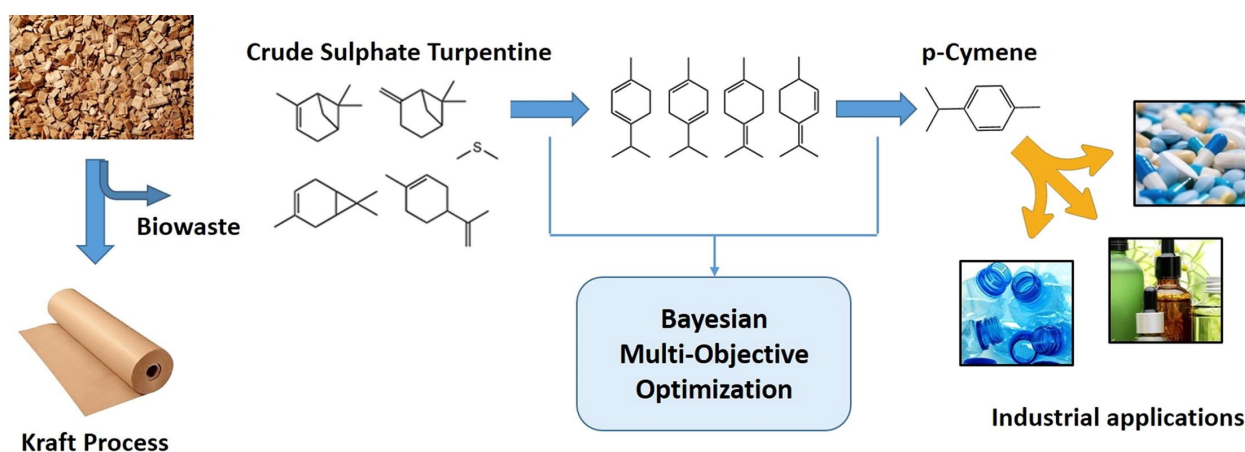 Crude Sulphate Turpentine
p-Cymene
S
Biowaste
Bayesian
Multi-Objective
Optimization
Kraft Process
Industrial applications